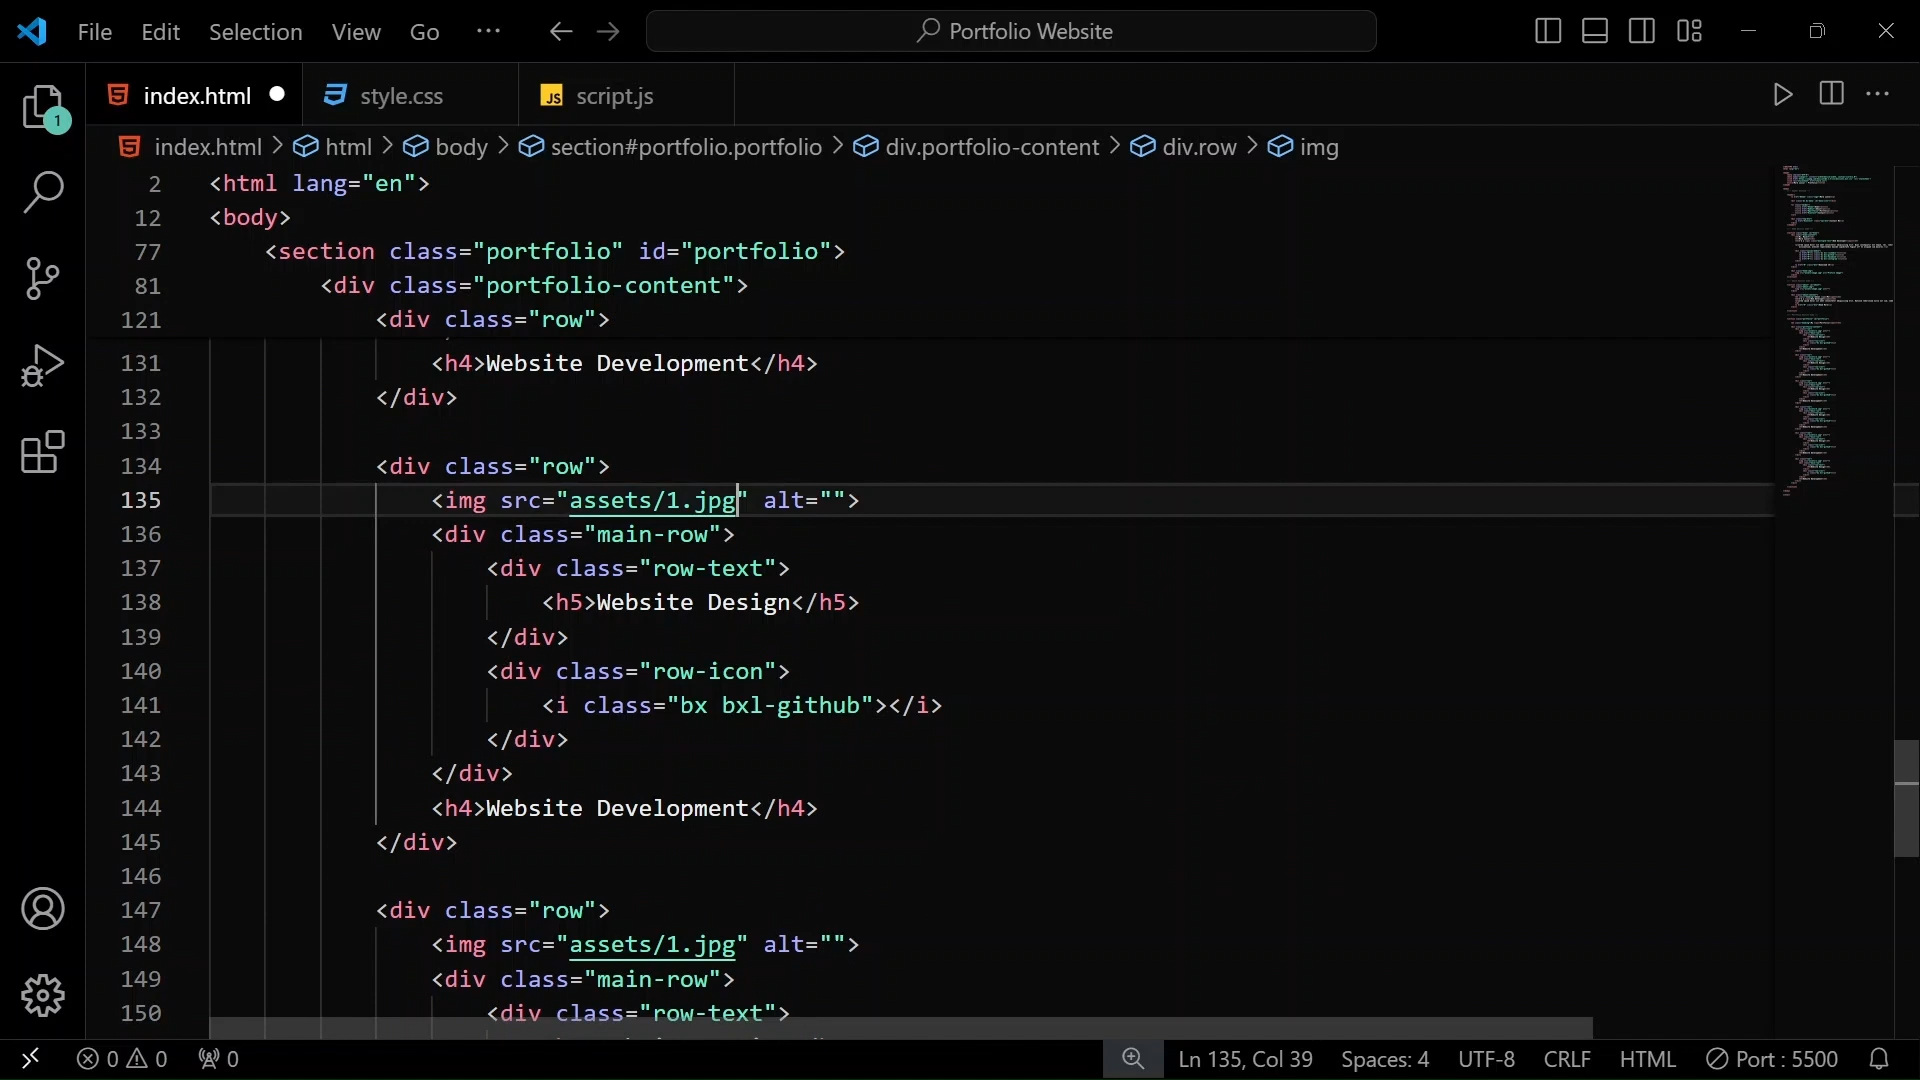 File Edit Selection View Go ··· Portfolio Website
1
index.html style.css JS script.js
index.html > html > body > section#portfolio.portfolio > div.portfolio-content > div.row > img
2 <html lang="en">
12 <body>
77 <section class="portfolio" id="portfolio">
81 <div class="portfolio-content">
121 <div class="row">
131 <h4>Website Development</h4>
132 </div>
133
134 <div class="row">
135 <img src="assets/1.jpg" alt="">
136 <div class="main-row">
137 <div class="row-text">
138 <h5>Website Design</h5>
139 </div>
140 <div class="row-icon">
141 <i class="bx bxl-github"></i>
142 </div>
143 </div>
144 <h4>Website Development</h4>
145 </div>
146
147 <div class="row">
148 <img src="assets/1.jpg" alt="">
149 <div class="main-row">
150 <div class="row-text">
0 0 0 Ln 135, Col 39 Spaces: 4 UTF-8 CRLF HTML Port : 5500